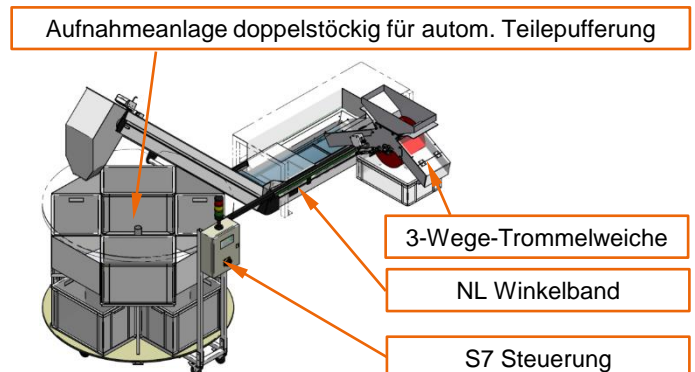 Aufnahmeanlage doppelstöckig für autom. Teilepufferung
3-Wege-Trommelweiche
NL Winkelband
S7 Steuerung